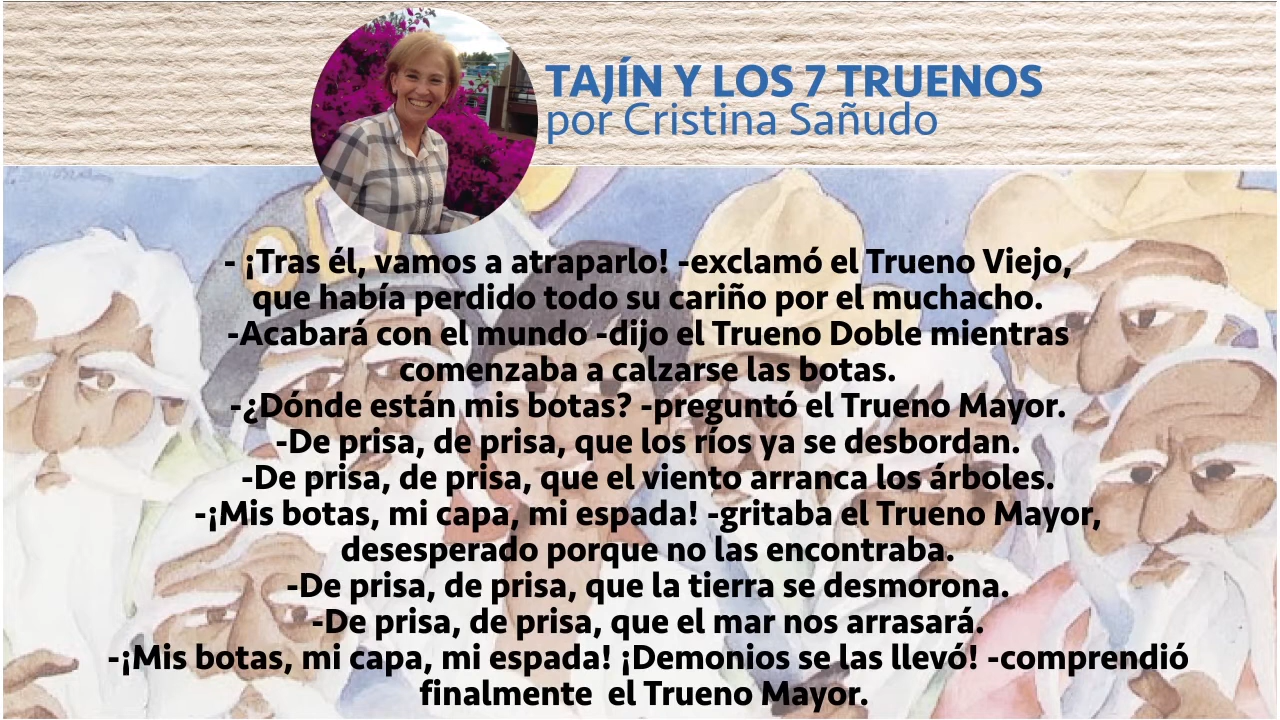 TAJÍN Y LOS 7 TRUENOS
por Cristina Sañudo
- ¡Tras él, vamos a atraparlo! -exclamó el Trueno Viejo,
que había perdido todo su cariño por el muchacho.
-Acabará con el mundo -dijo el Trueno Doble mientras
comenzaba a calzarse las botas.
-¿Dónde están mis botas? -preguntó el Trueno Mayor.
-De prisa, de prisa, que los ríos ya se desbordan.
-De prisa, de prisa, que el viento arranca los árboles.
-¡Mis botas, mi capa, mi espada! -gritaba el Trueno Mayor,
desesperado porque no las encontraba.
-De prisa, de prisa, que la tierra se desmorona.
-De prisa, de prisa, que el mar nos arrasará.
-¡Mis botas, mi capa, mi espada! ¡Demonios se las llevó! -comprendió
finalmente  el Trueno Mayor.